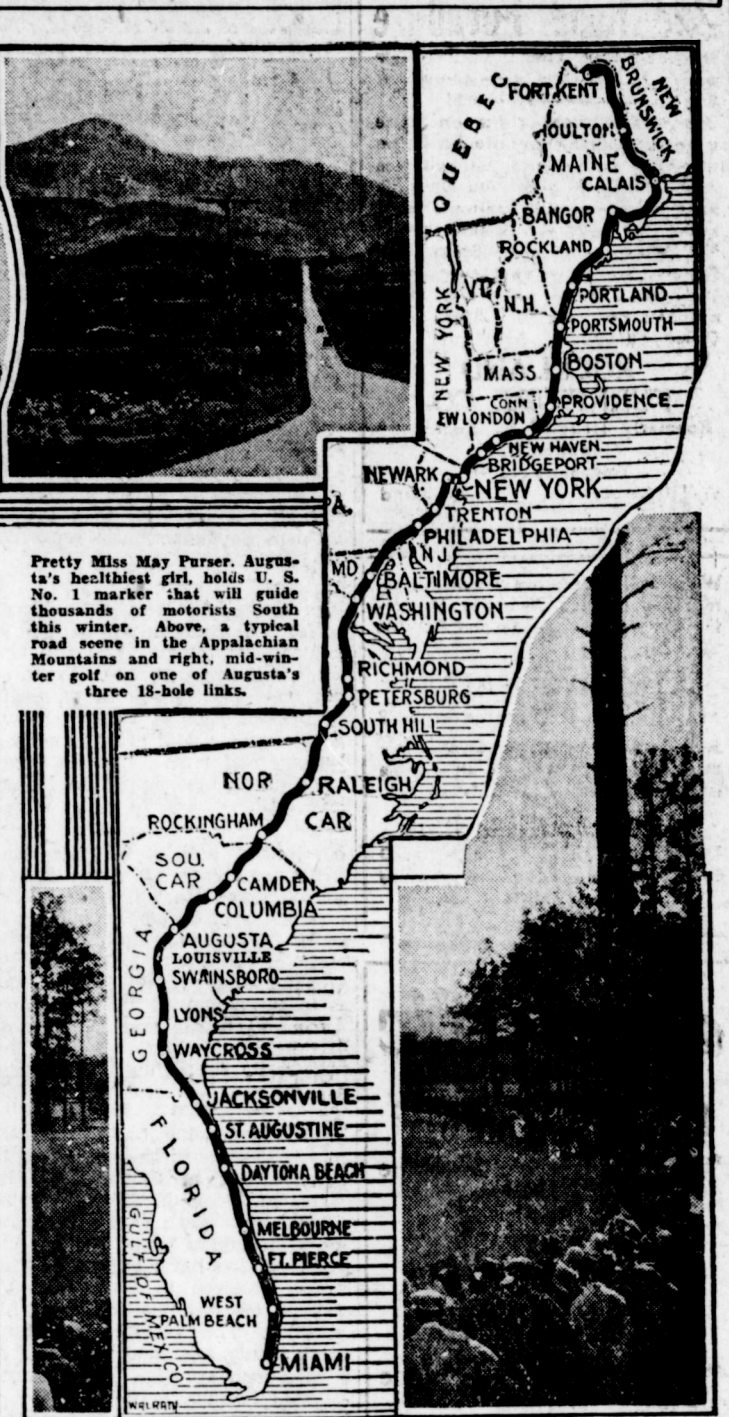 FORT KENT
QUEBEC
NEW
BRUNSWICK
HOULTON
MAINE
CALAIS
BANGOR
ROCKLAND
VT.
N.H.
PORTLAND
PORTSMOUTH
NEW YORK
MASS
BOSTON
CONN
PROVIDENCE
EW LONDON
NEW HAVEN
BRIDGEPORT
NEWARK
NEW YORK
A.
TRENTON
PHILADELPHIA
N.J.
MD
BALTIMORE
WASHINGTON
Pretty Miss May Purser. Augus-
ta's healthiest girl, holds U. S.
No. 1 marker that will guide
thousands of motorists South
this winter. Above, a typical
road scene in the Appalachian
Mountains and right, mid-win-
ter golf on one of Augusta's
three 18-hole links.
RICHMOND
PETERSBURG
SOUTH HILL
NOR
CAR
RALEIGH
ROCKINGHAM
SOU.
CAR
CAMDEN
COLUMBIA
AUGUSTA
LOUISVILLE
SWAINSBORO
GEORGIA
LYONS
WAYCROSS
JACKSONVILLE
ST. AUGUSTINE
FLORIDA
DAYTONA BEACH
MELBOURNE
FT. PIERCE
GULF OF MEXICO
WEST
PALM BEACH
MIAMI
WALRATH